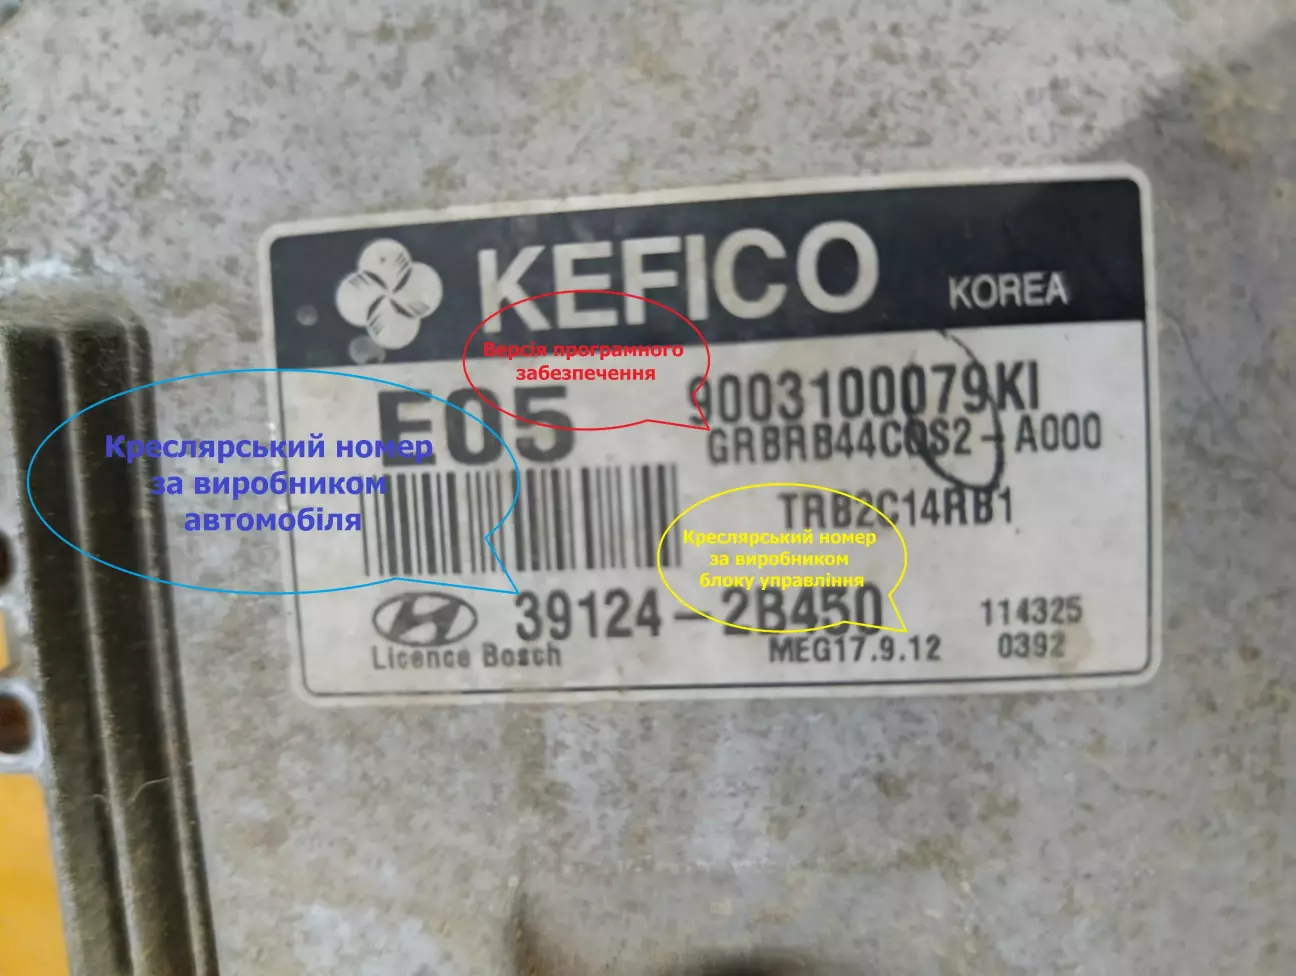 KEFICO KOREA
Версія програмного
забезпечення
E05
9003100079KI
GRBRB44CQS2-A000
TRB2C14RB1
Креслярський номер
за виробником
автомобіля
Креслярський номер
за виробником
блоку управління
39124-2B450
114325
Licence Bosch
MEG17.9.12
0392